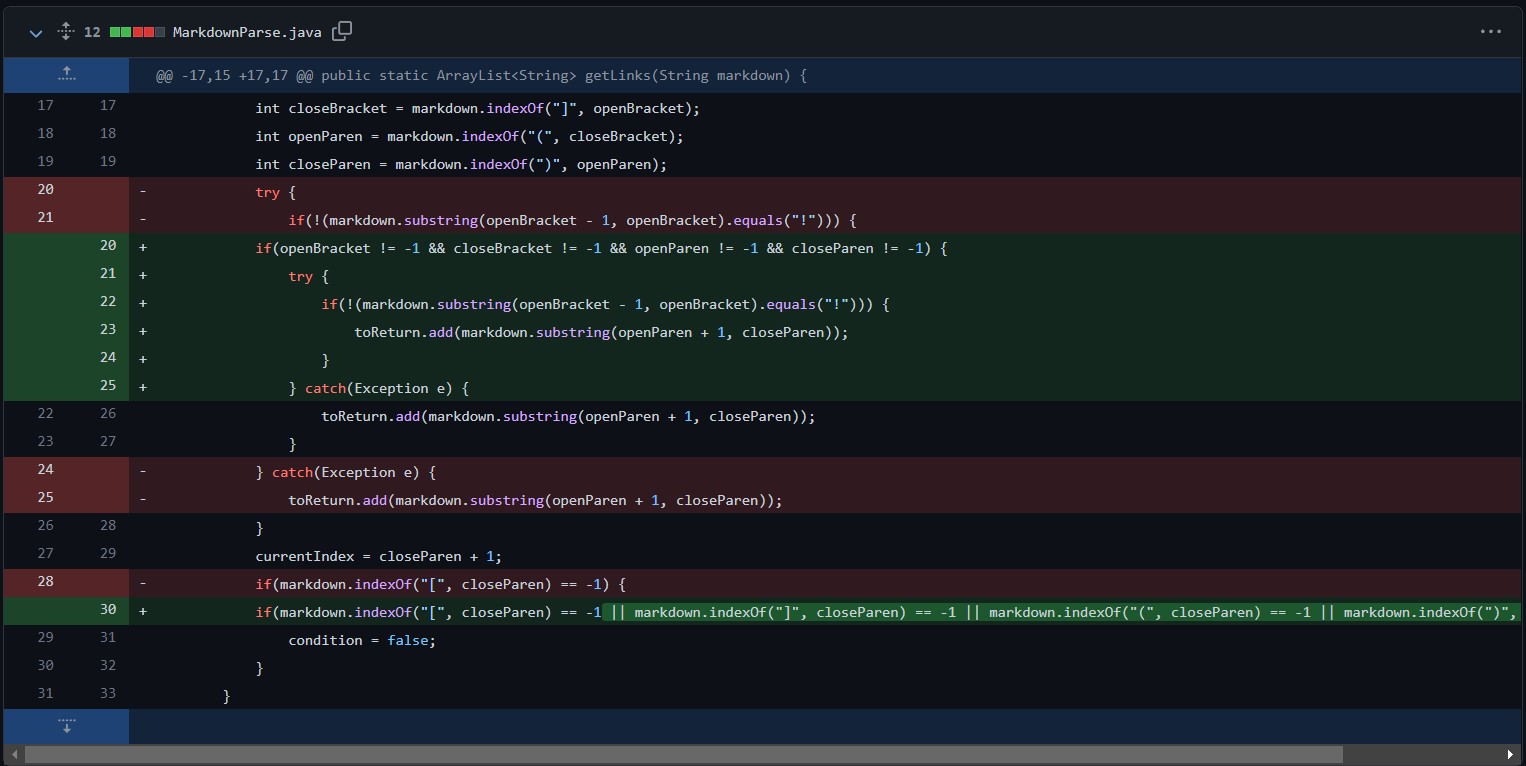 12 MarkdownParse.java
@@ -17,15 +17,17 @@ public static ArrayList<String> getLinks(String markdown) {
17 17 int closeBracket = markdown.indexOf("]", openBracket);
18 18 int openParen = markdown.indexOf("(", closeBracket);
19 19 int closeParen = markdown.indexOf(")", openParen);
20 - try {
21 - if(!(markdown.substring(openBracket - 1, openBracket).equals("!"))) {
20 + if(openBracket != -1 && closeBracket != -1 && openParen != -1 && closeParen != -1) {
21 + try {
22 + if(!(markdown.substring(openBracket - 1, openBracket).equals("!"))) {
23 + toReturn.add(markdown.substring(openParen + 1, closeParen));
24 + }
25 + } catch(Exception e) {
22 26 toReturn.add(markdown.substring(openParen + 1, closeParen));
23 27 }
24 - } catch(Exception e) {
25 - toReturn.add(markdown.substring(openParen + 1, closeParen));
26 28 }
27 29 currentIndex = closeParen + 1;
28 - if(markdown.indexOf("[", closeParen) == -1) {
30 + if(markdown.indexOf("[", closeParen) == -1 || markdown.indexOf("]", closeParen) == -1 || markdown.indexOf("(", closeParen) == -1 || markdown.indexOf(")",
29 31 condition = false;
30 32 }
31 33 }